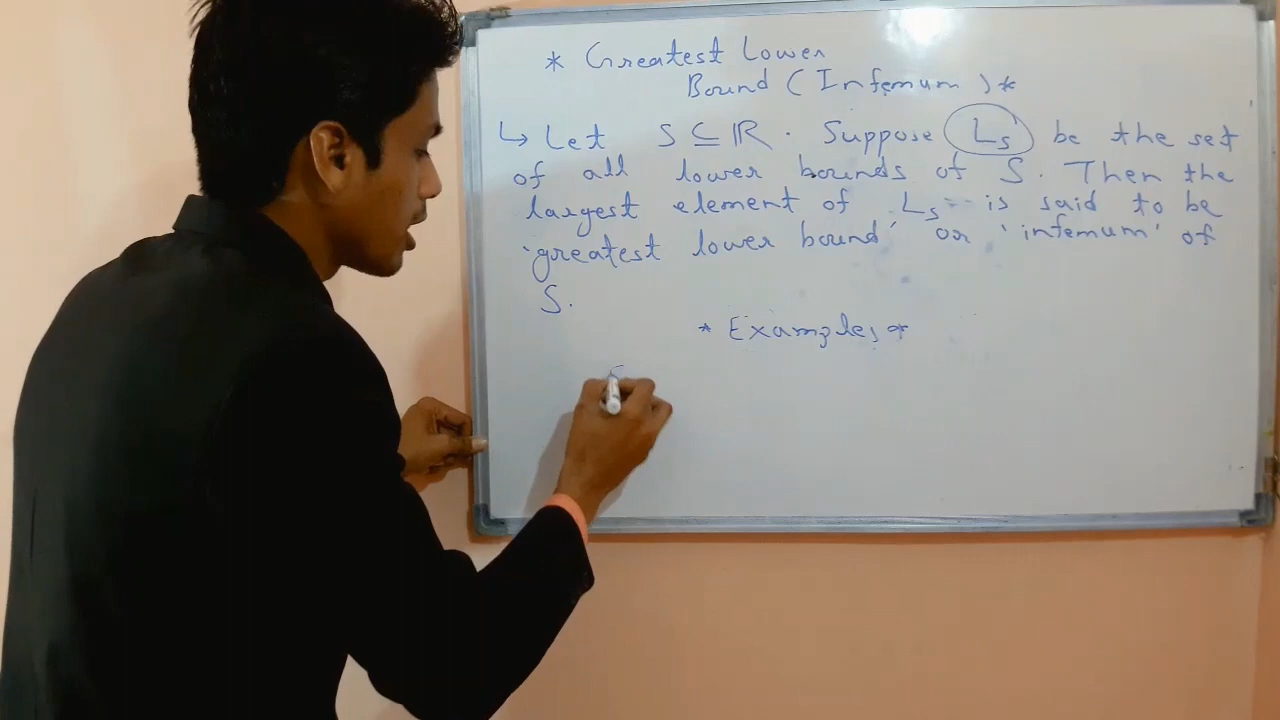 * Greatest Lower
Bound (Infemum) *
↳ Let S ⊆ ℝ. Suppose Ls be the set
of all lower bounds of S. Then the
largest element of Ls is said to be
'greatest lower bound' or 'infemum' of
S.
* Examples *